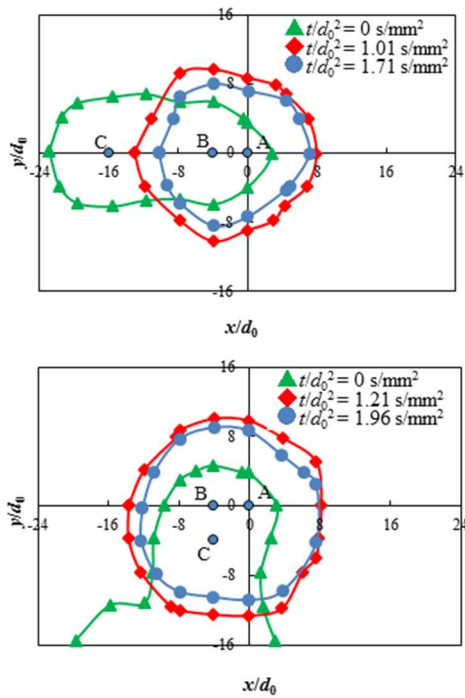 16
t/d₀² = 0 s/mm²
t/d₀² = 1.01 s/mm²
t/d₀² = 1.71 s/mm²
8
y/d₀
C B A
0
-24 -16 -8 0 8 16 24
-8
-16
x/d₀
16
t/d₀² = 0 s/mm²
t/d₀² = 1.21 s/mm²
t/d₀² = 1.96 s/mm²
8
y/d₀
B A
0
-24 -16 -8 0 8 16 24
C
-8
-16
x/d₀